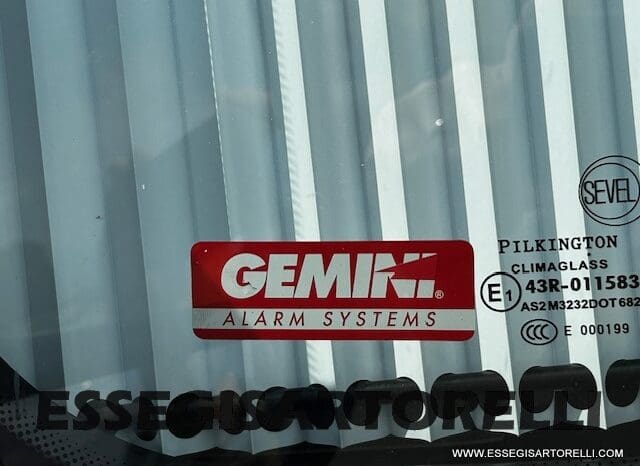 SEVEL
PILKINGTON
CLIMAGLASS
E1 43R-011583
AS2M3232DOT682
CCC E 000199
GEMINI®
ALARM SYSTEMS
ESSEGISARTORELLI
WWW.ESSEGISARTORELLI.COM